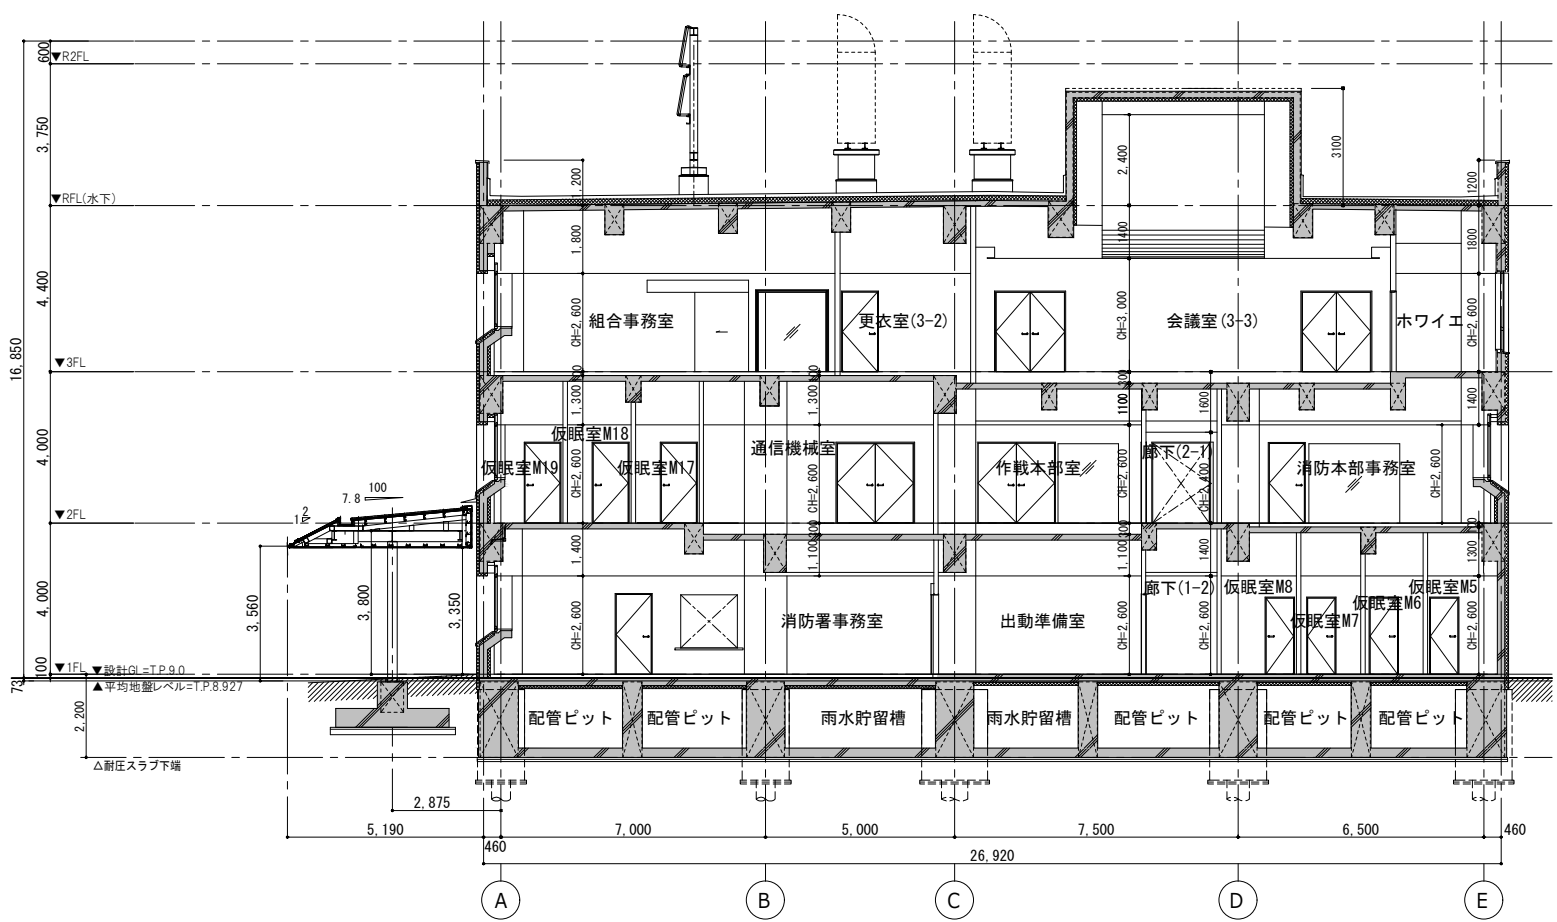 600
▼R2FL
3,750
3100
2,400
1,200
1200
▼RFL(水下)
1,800
1400
1800
4,400
16,850
CH=2,600
組合事務室
更衣室(3-2)
CH=3,000
会議室(3-3)
ホワイエ
CH=2,600
▼3FL
1,300
1,300
1100
300
1600
1400
4,000
仮眠室M18
仮眠室M19
仮眠室M17
通信機械室
作戦本部室
廊下(2-1)
消防本部事務室
CH=2,600
CH=2,600
CH=2,600
CH=2,400
CH=2,600
100
7.8
2
1
▼2FL
1,400
1,100
300
1,100
300
1400
1300
4,000
3,560
3,800
3,350
CH=2,600
消防署事務室
出動準備室
CH=2,600
廊下(1-2)
CH=2,600
仮眠室M8
仮眠室M7
仮眠室M6
仮眠室M5
CH=2,600
100
▼1FL
▼設計GL=T.P.9.0
73
▲平均地盤レベル=T.P.8.927
2,200
配管ピット
配管ピット
雨水貯留槽
雨水貯留槽
配管ピット
配管ピット
配管ピット
△耐圧スラブ下端
2,875
5,190
7,000
5,000
7,500
6,500
460
460
26,920
A
B
C
D
E